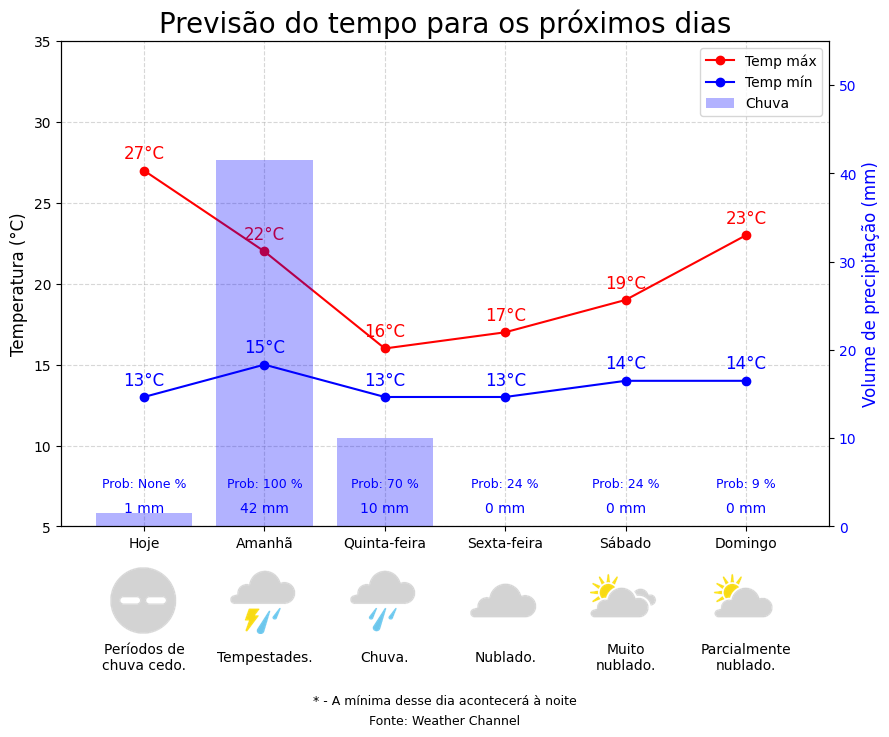 Previsão do tempo para os próximos dias
Temp máx
Temp mín
Chuva
Temperatura (°C)
Volume de precipitação (mm)
35
30
25
20
15
10
5
50
40
30
20
10
0
27°C
22°C
16°C
17°C
19°C
23°C
13°C
15°C
13°C
13°C
14°C
14°C
Prob: None %
Prob: 100 %
Prob: 70 %
Prob: 24 %
Prob: 24 %
Prob: 9 %
1 mm
42 mm
10 mm
0 mm
0 mm
0 mm
Hoje
Amanhã
Quinta-feira
Sexta-feira
Sábado
Domingo
Períodos de
chuva cedo.
Tempestades.
Chuva.
Nublado.
Muito
nublado.
Parcialmente
nublado.
* - A mínima desse dia acontecerá à noite
Fonte: Weather Channel